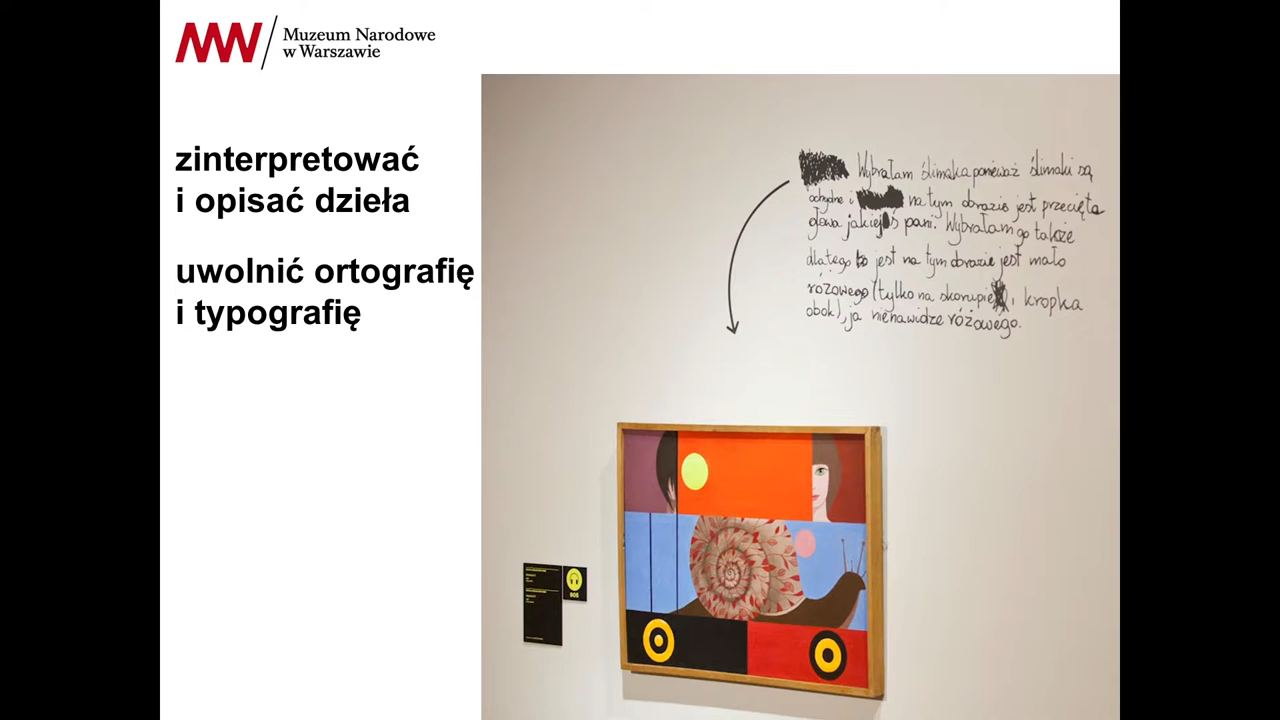 MNW
Muzeum Narodowe
w Warszawie
zinterpretować
i opisać dzieła
uwolnić ortografię
i typografię
Wybrałam ślimaka ponieważ ślimaki są
ochydne i na tym obrazie jest przecięta
głowa jakiejś pani. Wybrałam go także
dlatego bo jest na tym obrazie jest mało
różowego (tylko na skorupie, i kropka
obok), ja nienawidze różowego.